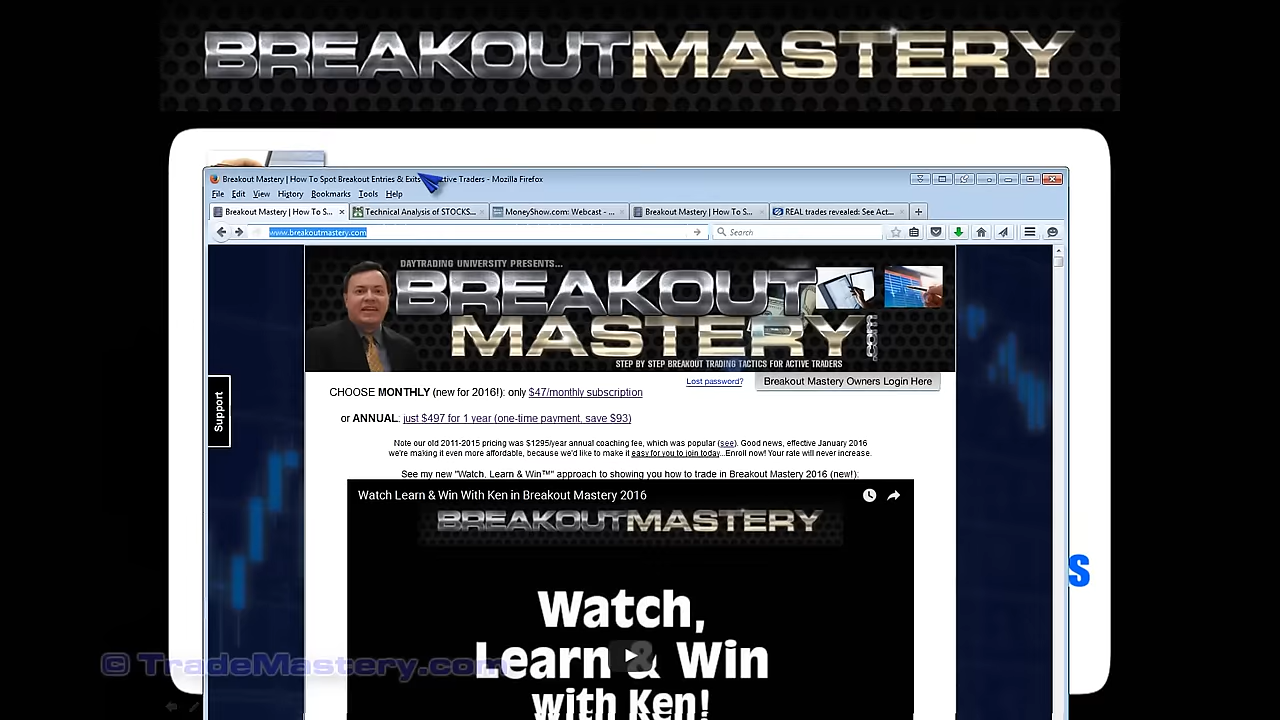 BREAKOUTMASTERY
Breakout Mastery | How To Spot Breakout Entries & Exits ctive Traders - Mozilla Firefox
File Edit View History Bookmarks Tools Help
Breakout Mastery | How To S... Technical Analysis of STOCKS... MoneyShow.com: Webcast - ... Breakout Mastery | How To S... REAL trades revealed: See Act...
www.breakoutmastery.com Search
DAYTRADING UNIVERSITY PRESENTS...
BREAKOUT
MASTERY.COM
STEP BY STEP BREAKOUT TRADING TACTICS FOR ACTIVE TRADERS
Lost password? Breakout Mastery Owners Login Here
CHOOSE MONTHLY (new for 2016!): only $47/monthly subscription
Support
or ANNUAL: just $497 for 1 year (one-time payment, save $93)
Note our old 2011-2015 pricing was $1295/year annual coaching fee, which was popular (see). Good news, effective January 2016
we're making it even more affordable, because we'd like to make it easy for you to join today...Enroll now! Your rate will never increase.
See my new "Watch, Learn & Win™" approach to showing you how to trade in Breakout Mastery 2016 (new!):
Watch Learn & Win With Ken in Breakout Mastery 2016
BREAKOUTMASTERY
Watch,
Learn & Win
with Ken!
s
© TradeMastery.com